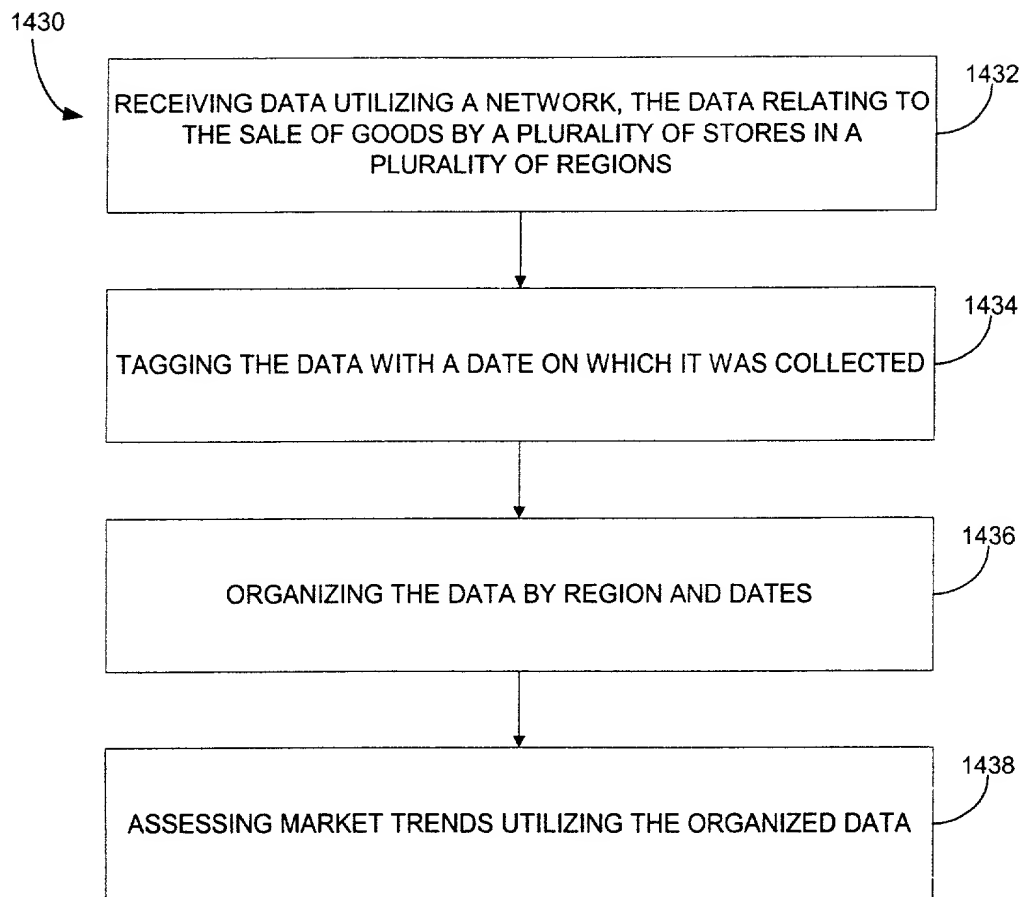 1430
1432
RECEIVING DATA UTILIZING A NETWORK, THE DATA RELATING TO
THE SALE OF GOODS BY A PLURALITY OF STORES IN A
PLURALITY OF REGIONS
1434
TAGGING THE DATA WITH A DATE ON WHICH IT WAS COLLECTED
1436
ORGANIZING THE DATA BY REGION AND DATES
1438
ASSESSING MARKET TRENDS UTILIZING THE ORGANIZED DATA